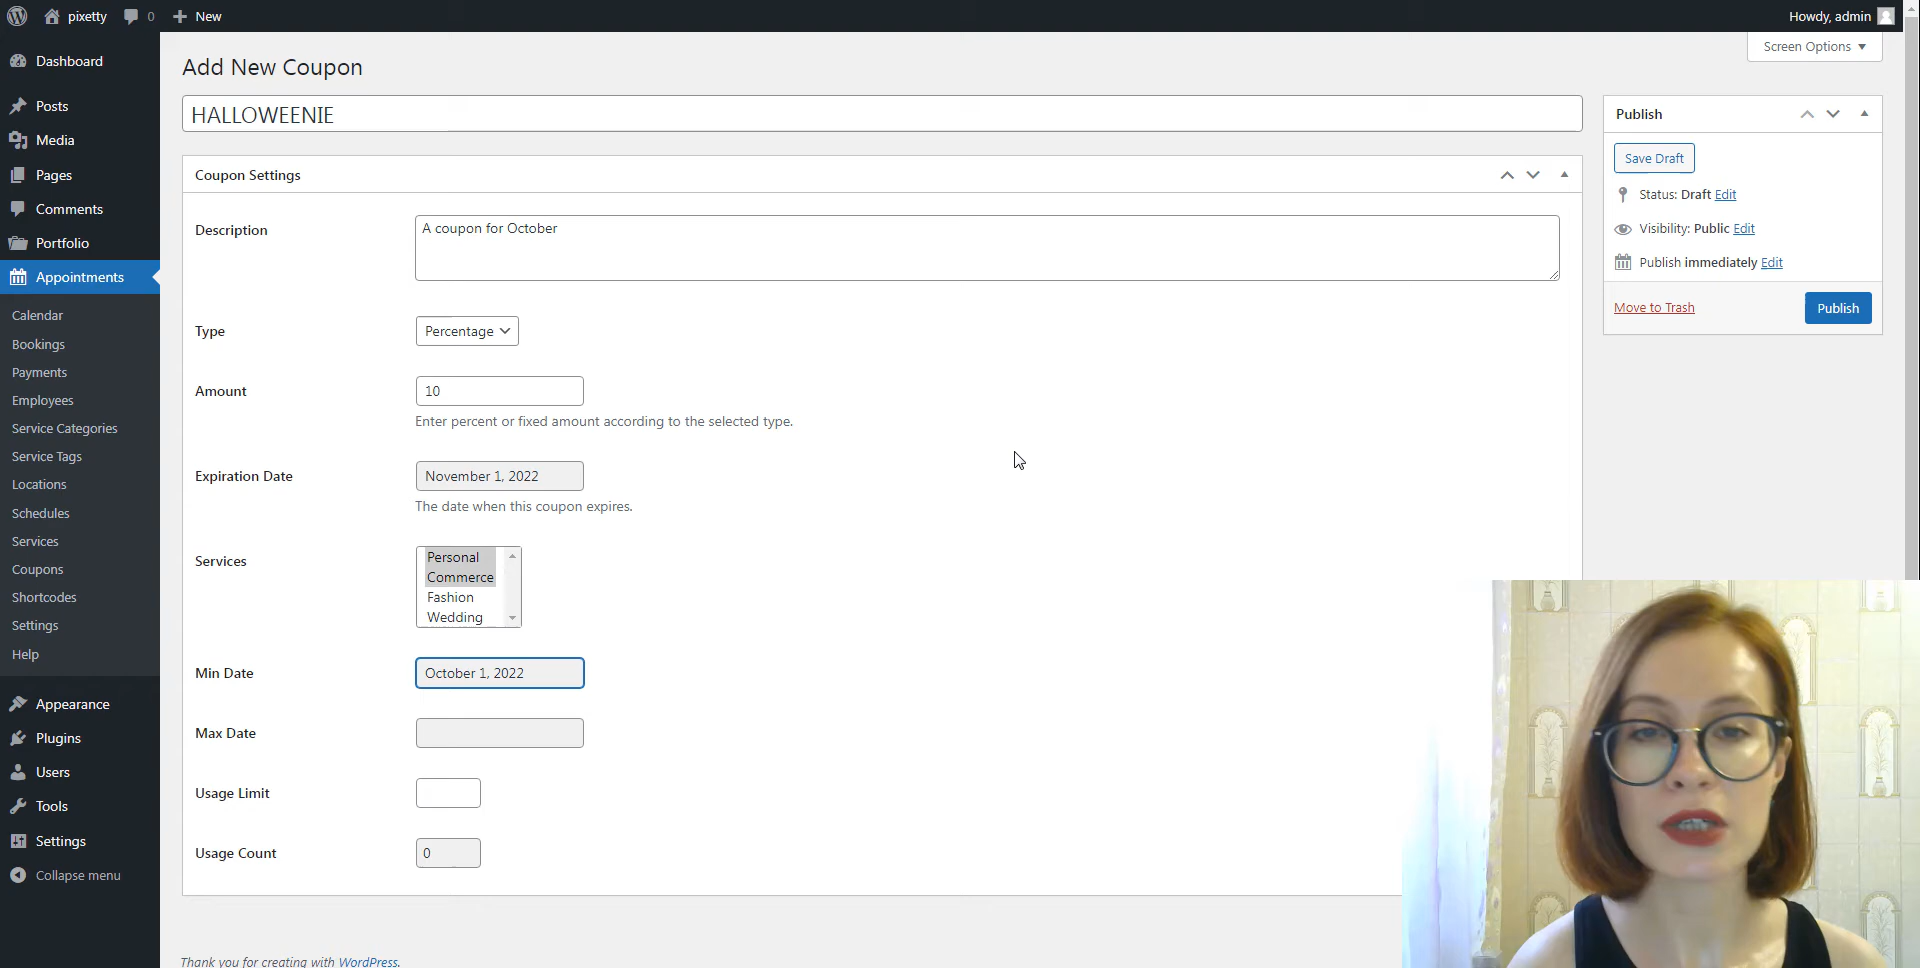 pixetty
0
New
Howdy, admin
Screen Options
Dashboard
Posts
Media
Pages
Comments
Portfolio
Appointments
Calendar
Bookings
Payments
Employees
Service Categories
Service Tags
Locations
Schedules
Services
Coupons
Shortcodes
Settings
Help
Appearance
Plugins
Users
Tools
Settings
Collapse menu
Add New Coupon
HALLOWEENIE
Coupon Settings
Description
A coupon for October
Type
Percentage
Amount
10
Enter percent or fixed amount according to the selected type.
Expiration Date
November 1, 2022
The date when this coupon expires.
Services
Personal
Commerce
Fashion
Wedding
Min Date
October 1, 2022
Max Date
Usage Limit
Usage Count
0
Thank you for creating with WordPress.
Publish
Save Draft
Status: Draft Edit
Visibility: Public Edit
Publish immediately Edit
Move to Trash
Publish